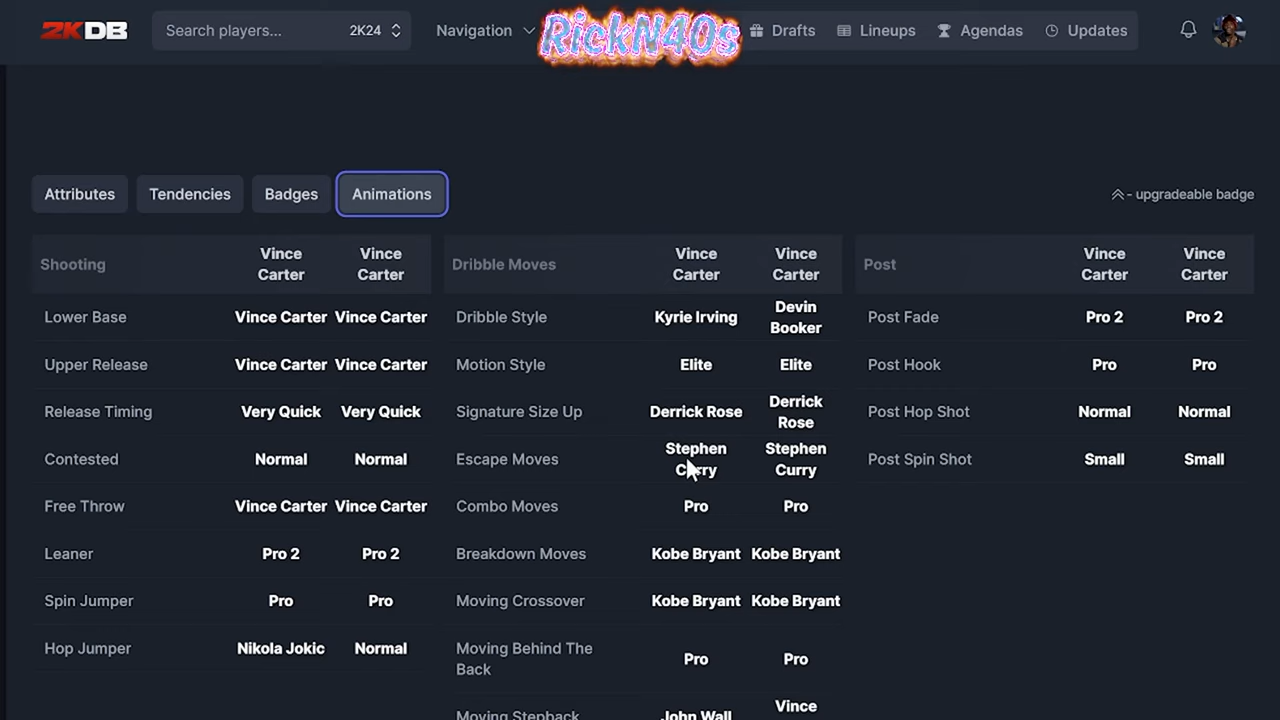 2KDB
Search players...
2K24
Navigation
RickN40s
Drafts
Lineups
Agendas
Updates
Attributes
Tendencies
Badges
Animations
- upgradeable badge
Shooting
Vince Carter
Vince Carter
Lower Base Vince Carter Vince Carter
Upper Release Vince Carter Vince Carter
Release Timing Very Quick Very Quick
Contested Normal Normal
Free Throw Vince Carter Vince Carter
Leaner Pro 2 Pro 2
Spin Jumper Pro Pro
Hop Jumper Nikola Jokic Normal
Dribble Moves
Vince Carter
Vince Carter
Dribble Style Kyrie Irving Devin Booker
Motion Style Elite Elite
Signature Size Up Derrick Rose Derrick Rose
Escape Moves Stephen Curry Stephen Curry
Combo Moves Pro Pro
Breakdown Moves Kobe Bryant Kobe Bryant
Moving Crossover Kobe Bryant Kobe Bryant
Moving Behind The Back Pro Pro
Moving Stepback John Wall Vince
Post
Vince Carter
Vince Carter
Post Fade Pro 2 Pro 2
Post Hook Pro Pro
Post Hop Shot Normal Normal
Post Spin Shot Small Small